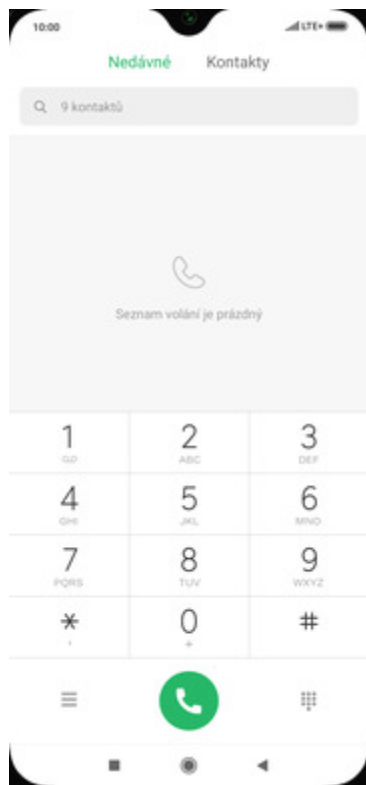 10:00 LTE+
Nedávné Kontakty
9 kontaktů
Seznam volání je prázdný
1 2 3
ABC DEF
4 5 6
GHI JKL MNO
7 8 9
PQRS TUV WXYZ
* 0 #
, +